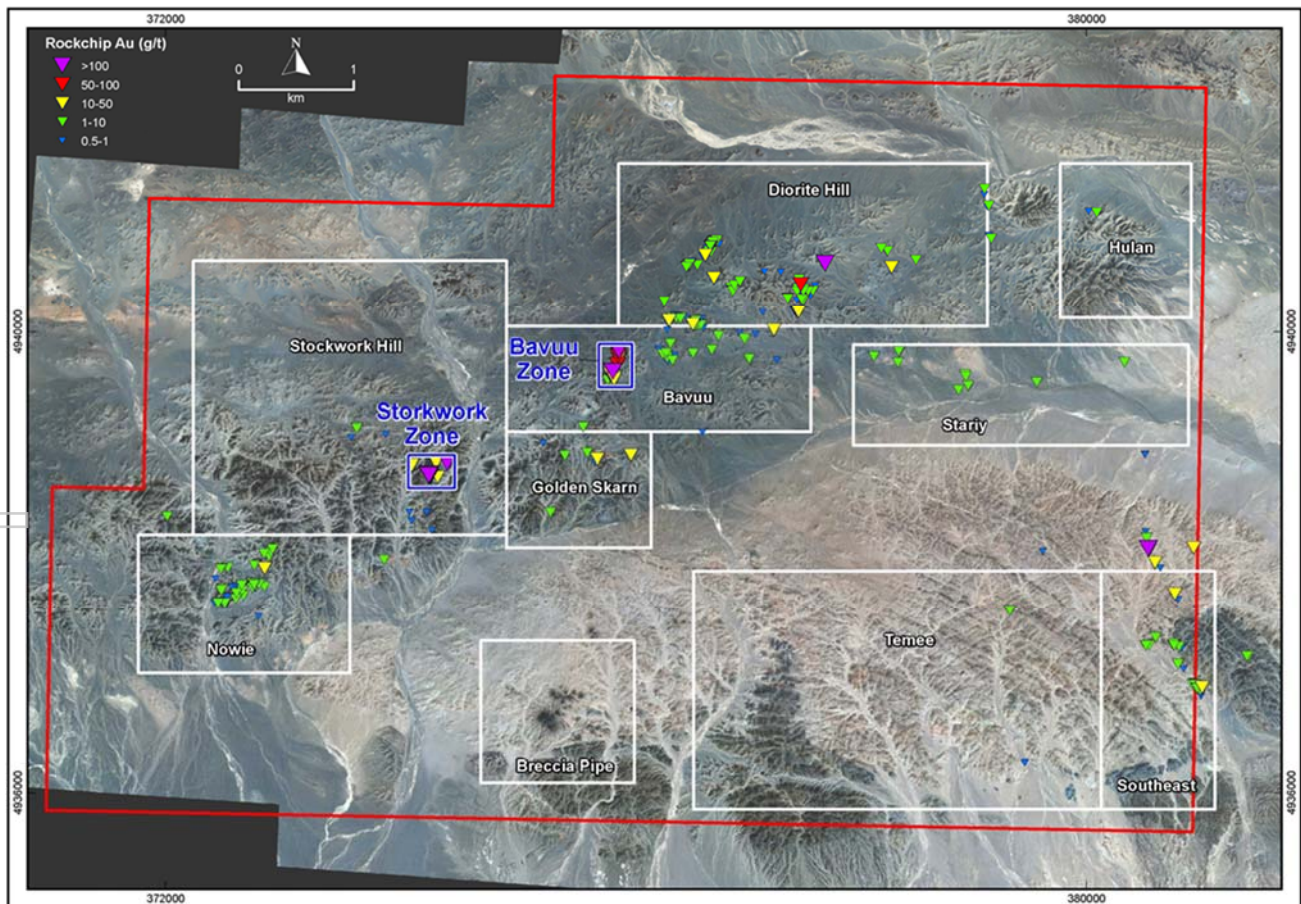 372000
380000
Rockchip Au (g/t)
>100
50-100
10-50
1-10
0.5-1
N
0
1
km
Diorite Hill
Hulan
4940000
4940000
Stockwork Hill
Bavuu
Zone
Bavuu
Stariy
Storkwork
Zone
Golden Skarn
Nowie
Temee
Breccia Pipe
Southeast
4936000
4936000
372000
380000